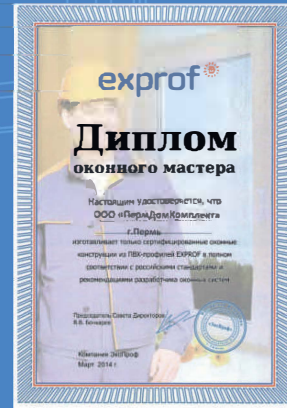 exprof
Диплом
оконного мастера
Настоящим удостоверяется, что
ООО «ПермДомКомплект»
г.Пермь
изготавливает только сертифицированные оконные
конструкции из ПВХ-профилей EXPROF в полном
соответствии с российскими стандартами и
рекомендациями разработчика оконных систем
Председатель Совета Директоров
Компания ЭксПроф
Март 2014 г.